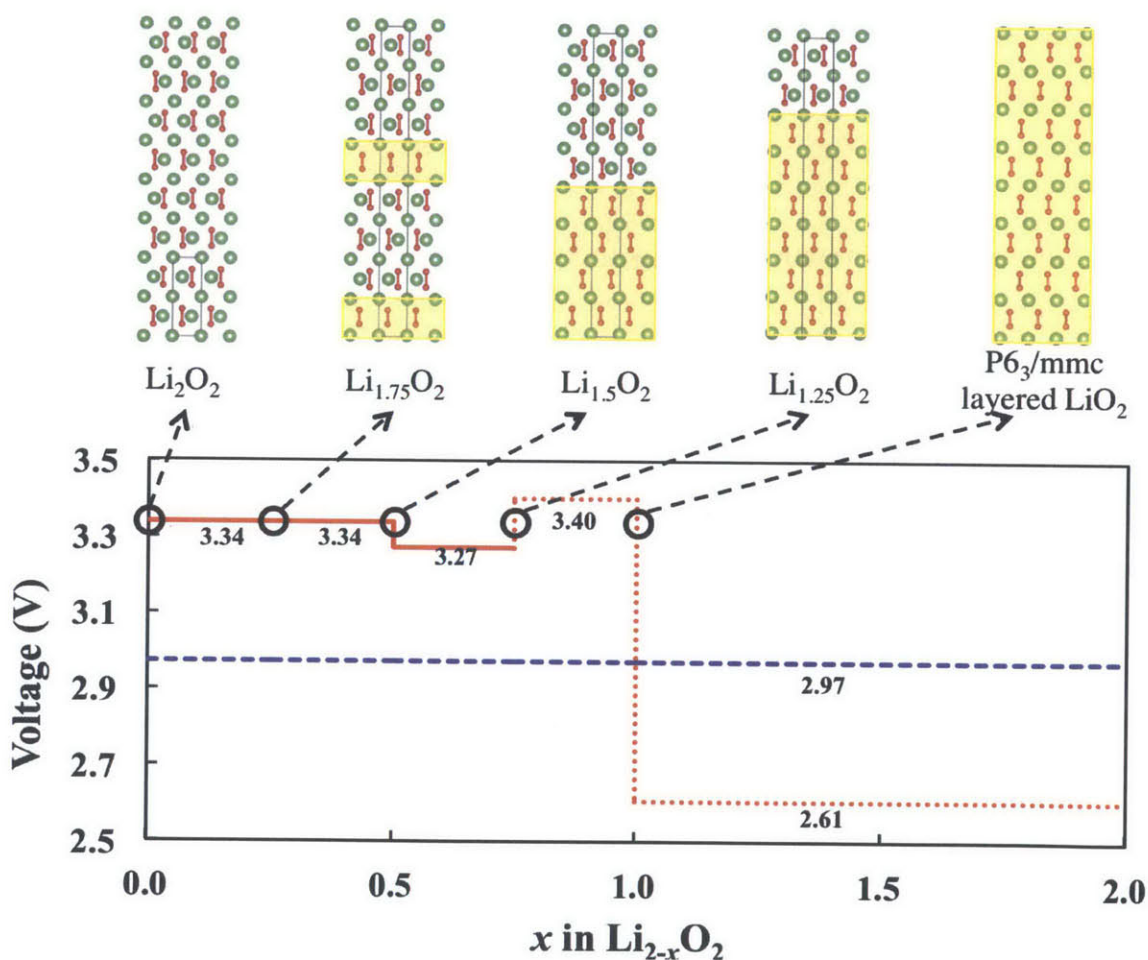 Li₂O₂
Li₁.₇₅O₂
Li₁.₅O₂
Li₁.₂₅O₂
P6₃/mmc
layered LiO₂
3.5
3.3
3.1
2.9
2.7
2.5
Voltage (V)
3.34
3.34
3.27
3.40
2.97
2.61
0.0
0.5
1.0
1.5
2.0
x in Li₂₋ₓO₂